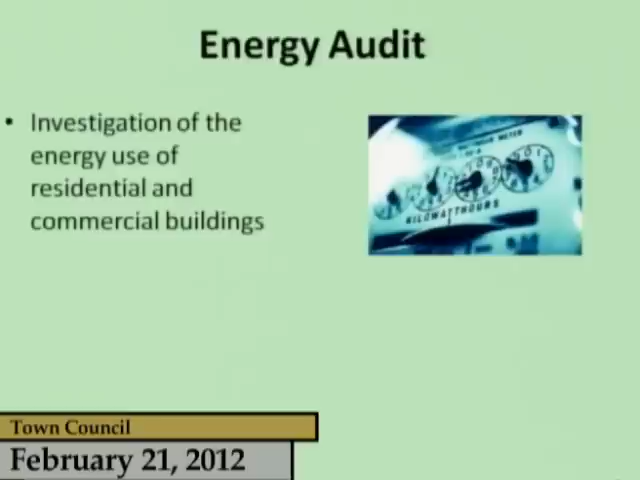 Energy Audit
• Investigation of the
energy use of
residential and
commercial buildings
KILOWATTHOURS
Town Council
February 21, 2012